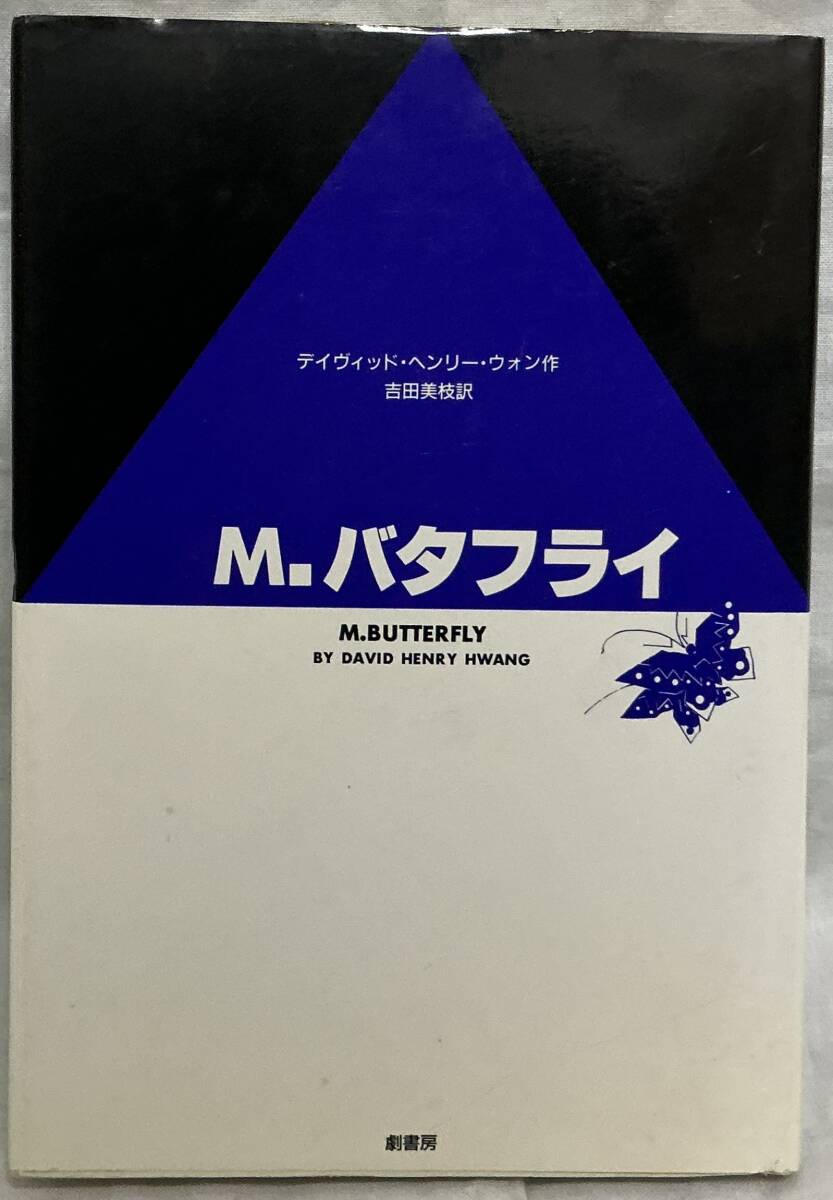 デイヴィッド・ヘンリー・ウォン作
吉田美枝訳
M.バタフライ
M.BUTTERFLY
BY DAVID HENRY HWANG
劇書房